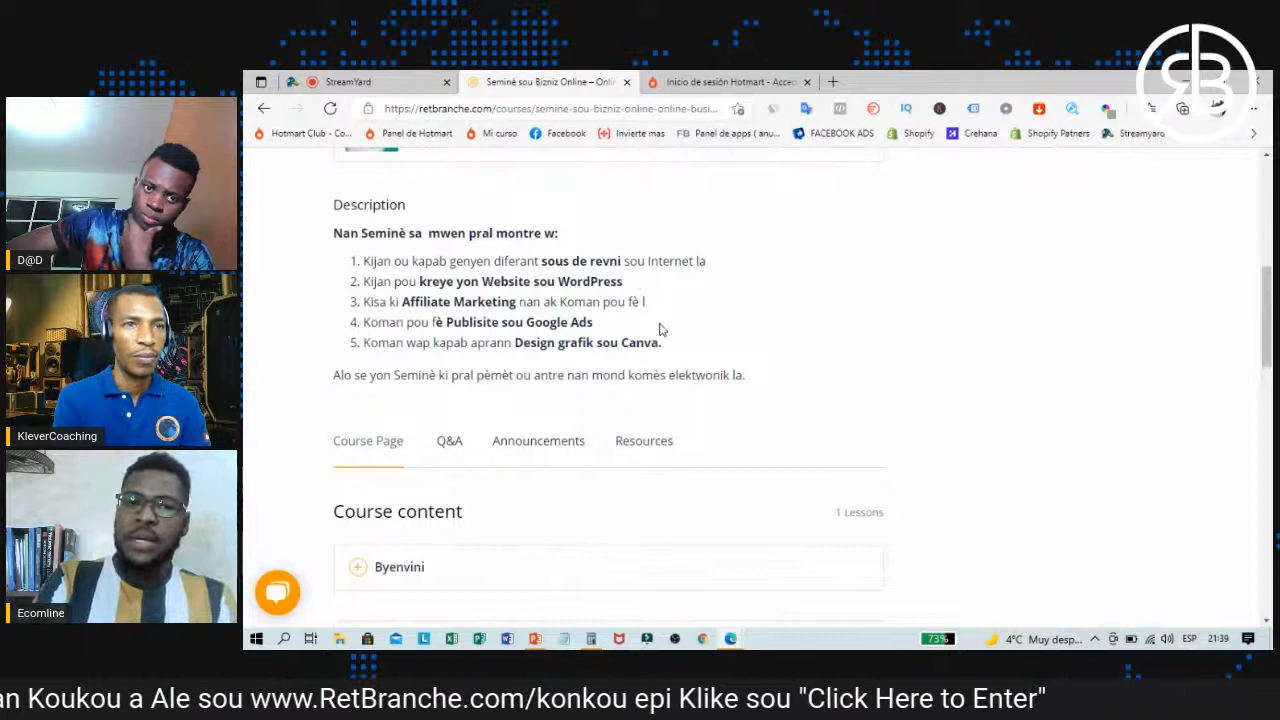 StreamYard
Seminè sou Bizniz Online – Onlin
Inicio de sesión Hotmart - Acce
https://retbranche.com/courses/semine-sou-bizniz-online-online-busi...
Hotmart Club - Co...
Panel de Hotmart
Mi curso
Facebook
Invierte mas
Panel de apps ( anu...
FACEBOOK ADS
Shopify
Crehana
Shopify Patners
Streamyard
Description
Nan Seminè sa mwen pral montre w:
1. Kijan ou kapab genyen diferant sous de revni sou Internet la
2. Kijan pou kreye yon Website sou WordPress
3. Kisa ki Affiliate Marketing nan ak Koman pou fè l
4. Koman pou fè Publisite sou Google Ads
5. Koman wap kapab aprann Design grafik sou Canva.
Alo se yon Seminè ki pral pèmèt ou antre nan mond komès elektwonik la.
Course Page
Q&A
Announcements
Resources
Course content
1 Lessons
Byenvini
D@D
KleverCoaching
Ecomline
73%
4°C Muy desp...
ESP
21:39
an Koukou a Ale sou www.RetBranche.com/konkou epi Klike sou "Click Here to Enter"